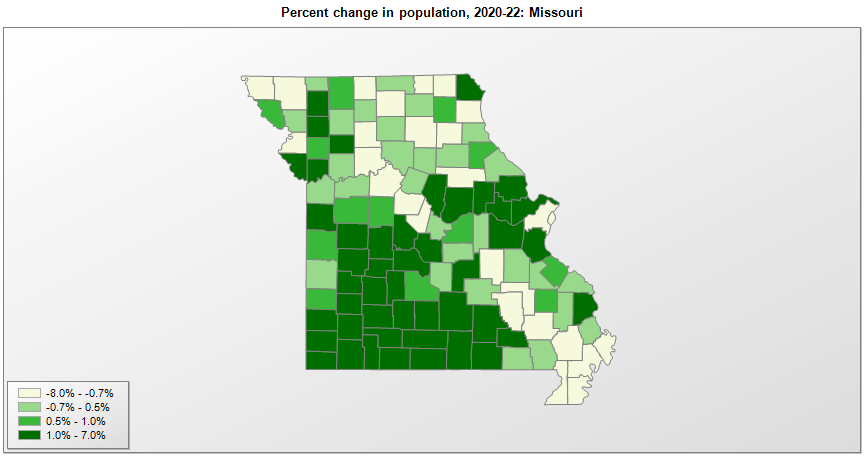 Percent change in population, 2020-22: Missouri
-8.0% - -0.7%
-0.7% - 0.5%
0.5% - 1.0%
1.0% - 7.0%